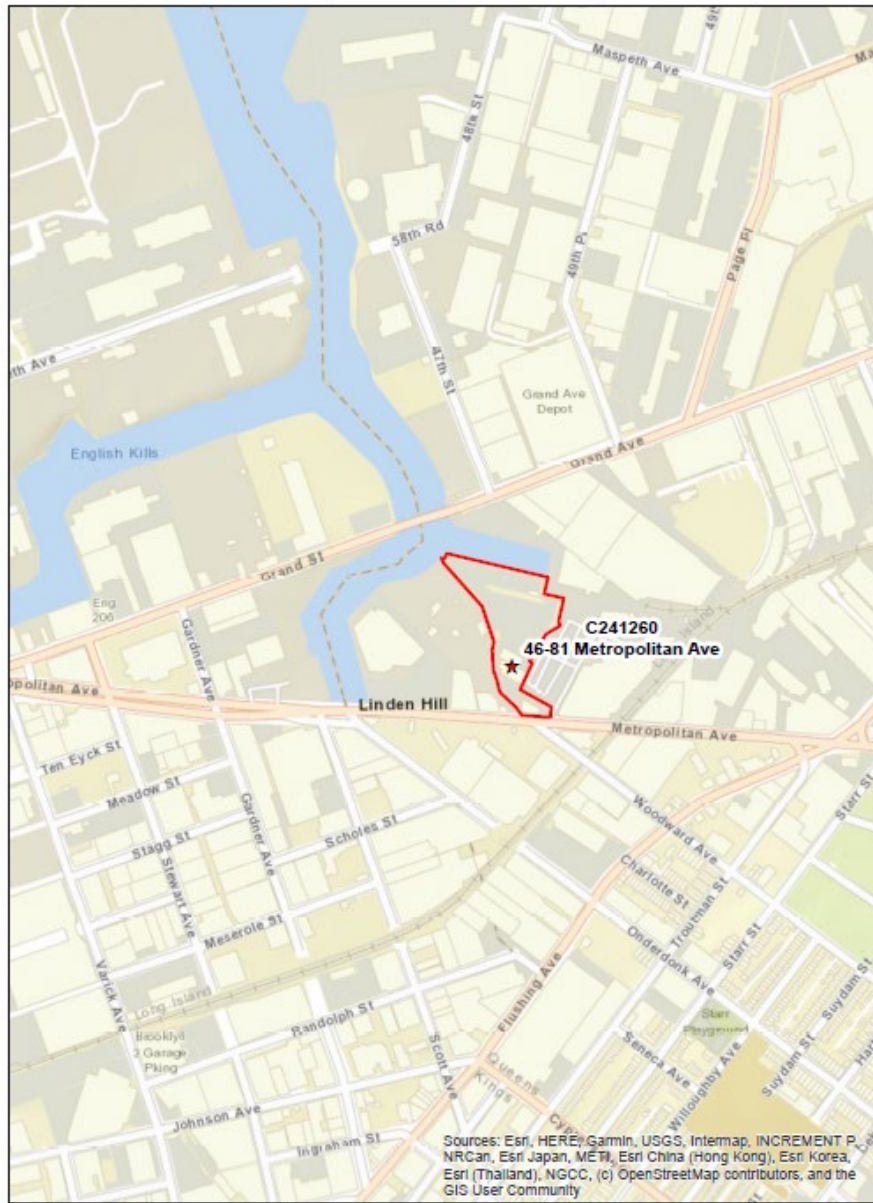 49th
Maspeth Ave
Ma
48th St
58th Rd
49th Pl
Page Pl
47th St
th Ave
Grand Ave
Depot
English Kills
Grand Ave
Grand St
Eng
206
Gardner Ave
Long Island
C241260
46-81 Metropolitan Ave
opolitan Ave
Linden Hill
Metropolitan Ave
Ten Eyck St
Meadow St
Gardner Ave
Stagg St
Stewart Ave
Scholes St
Woodward Ave
Starr St
Charlotte St
Troutman St
Meserole St
Onderdonk Ave
Starr St
Varick Ave
Long Island
Flushing Ave
Suydam St
Randolph St
Starr
Playground
Brooklyn
2 Garage
Pking
Scott Ave
Seneca Ave
Willoughby Ave
Suydam St
Har
Queens
Kings
Johnson Ave
Cyp
Ingraham St
Sources: Esri, HERE, Garmin, USGS, Intermap, INCREMENT P,
NRCan, Esri Japan, METI, Esri China (Hong Kong), Esri Korea,
Esri (Thailand), NGCC, (c) OpenStreetMap contributors, and the
GIS User Community